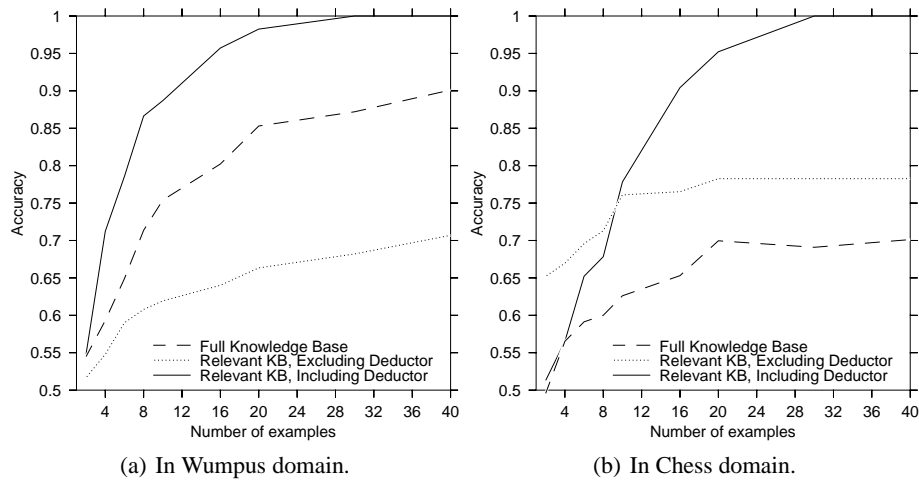 1
0.95
0.9
0.85
0.8
0.75
0.7
0.65
0.6
0.55
0.5
Accuracy
Full Knowledge Base
Relevant KB, Excluding Deductor
Relevant KB, Including Deductor
4 8 12 16 20 24 28 32 36 40
Number of examples
(a) In Wumpus domain.
1
0.95
0.9
0.85
0.8
0.75
0.7
0.65
0.6
0.55
0.5
Accuracy
Full Knowledge Base
Relevant KB, Excluding Deductor
Relevant KB, Including Deductor
4 8 12 16 20 24 28 32 36 40
Number of examples
(b) In Chess domain.